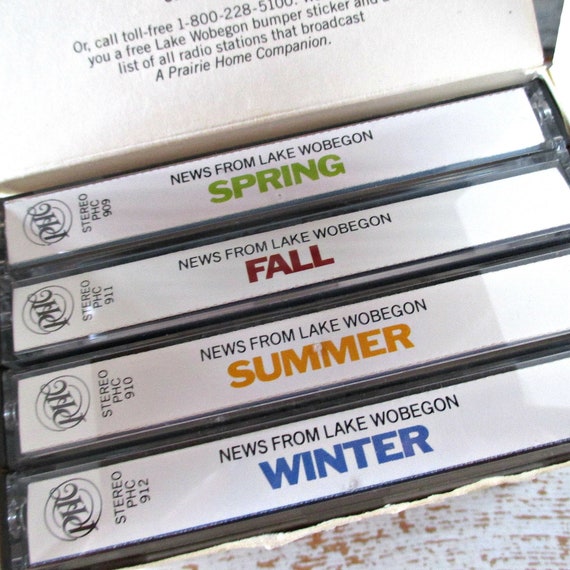 Or, call toll-free 1-800-228-5100.
you a free Lake Wobegon bumper sticker and
list of all radio stations that broadcast
A Prairie Home Companion.
STEREO
PHC
909
NEWS FROM LAKE WOBEGON
SPRING
STEREO
PHC
911
NEWS FROM LAKE WOBEGON
FALL
STEREO
PHC
910
NEWS FROM LAKE WOBEGON
SUMMER
STEREO
PHC
912
NEWS FROM LAKE WOBEGON
WINTER